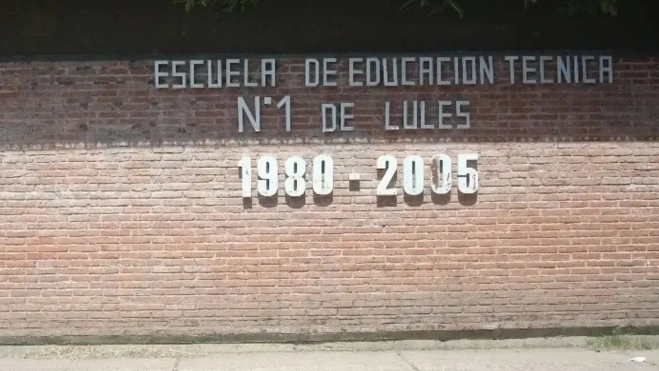 ESCUELA DE EDUCACION TECNICA
N°1 DE LULES
1980-2005